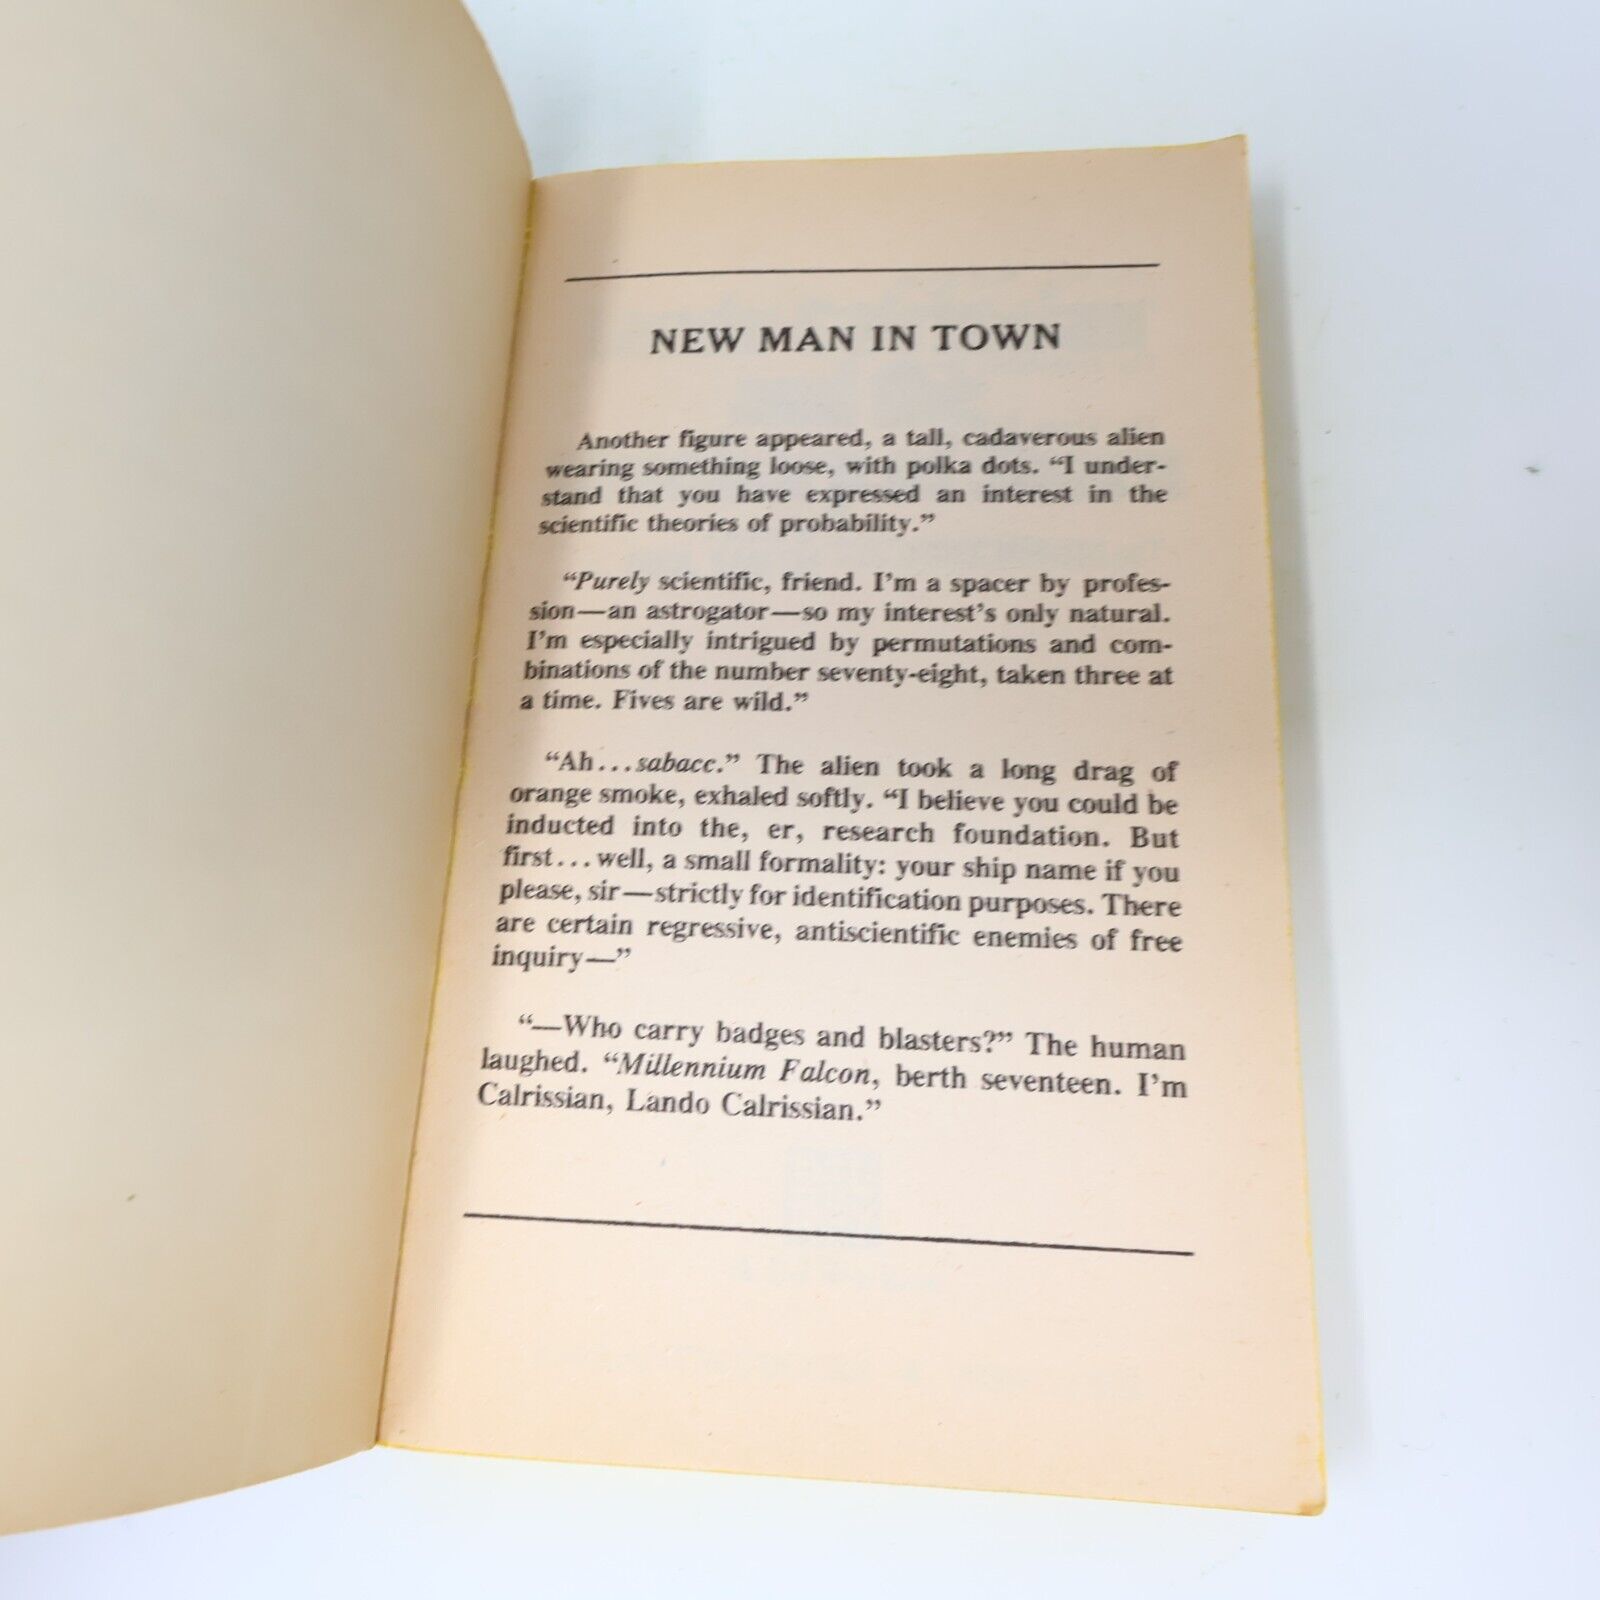 NEW MAN IN TOWN
Another figure appeared, a tall, cadaverous alien
wearing something loose, with polka dots. “I under-
stand that you have expressed an interest in the
scientific theories of probability.”
“Purely scientific, friend. I’m a spacer by profes-
sion—an astrogator—so my interest’s only natural.
I’m especially intrigued by permutations and com-
binations of the number seventy-eight, taken three at
a time. Fives are wild.”
“Ah...sabacc.” The alien took a long drag of
orange smoke, exhaled softly. “I believe you could be
inducted into the, er, research foundation. But
first...well, a small formality: your ship name if you
please, sir—strictly for identification purposes. There
are certain regressive, antiscientific enemies of free
inquiry—”
“—Who carry badges and blasters?” The human
laughed. “Millennium Falcon, berth seventeen. I’m
Calrissian, Lando Calrissian.”